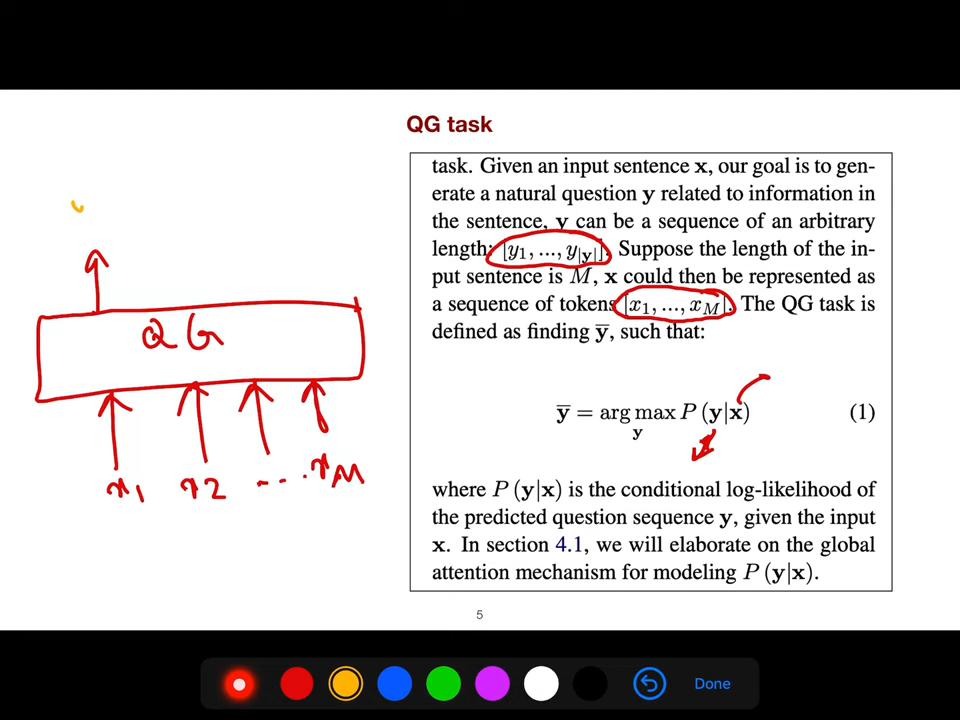 QG task
task. Given an input sentence x, our goal is to gen-
erate a natural question y related to information in
the sentence, y can be a sequence of an arbitrary
length: [y1, ..., y|y|]. Suppose the length of the in-
put sentence is M, x could then be represented as
a sequence of tokens [x1, ..., xM]. The QG task is
defined as finding y̅, such that:
y̅ = arg max P (y|x) (1)
y
where P (y|x) is the conditional log-likelihood of
the predicted question sequence y, given the input
x. In section 4.1, we will elaborate on the global
attention mechanism for modeling P (y|x).
QG
x1 x2 ... xM
5
Done